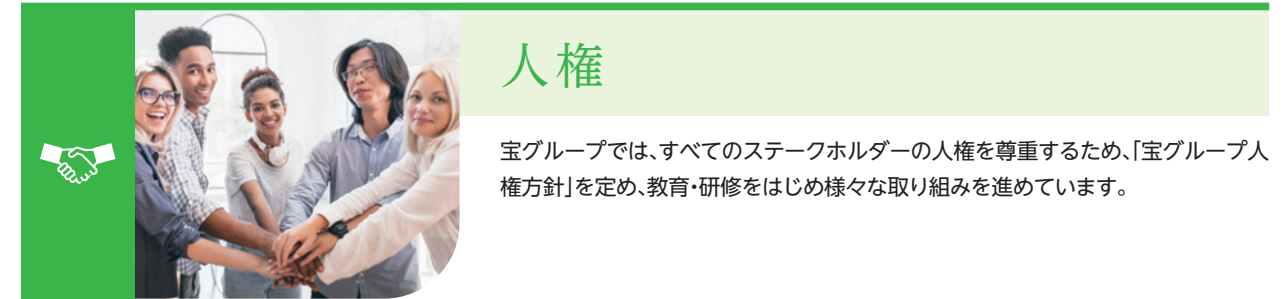 人権
宝グループでは、すべてのステークホルダーの人権を尊重するため、「宝グループ人
権方針」を定め、教育・研修をはじめ様々な取り組みを進めています。